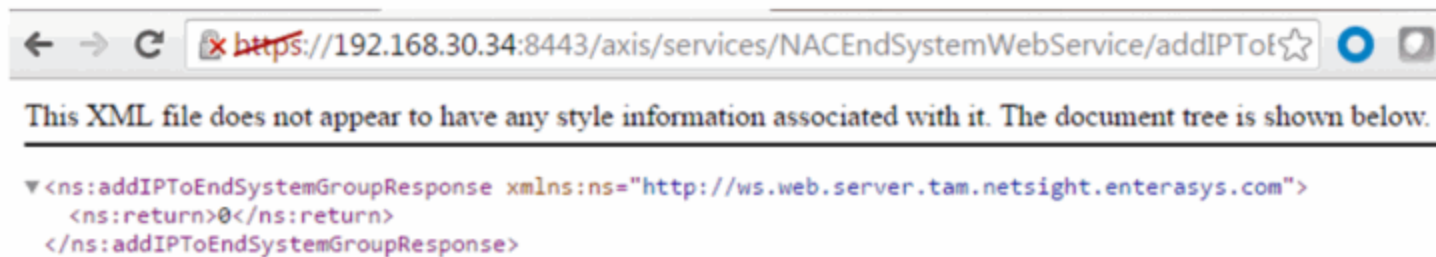 https://192.168.30.34:8443/axis/services/NACEndSystemWebService/addIPToE
This XML file does not appear to have any style information associated with it. The document tree is shown below.
▼<ns:addIPToEndSystemGroupResponse xmlns:ns="http://ws.web.server.tam.netsight.enterasys.com">
<ns:return>0</ns:return>
</ns:addIPToEndSystemGroupResponse>